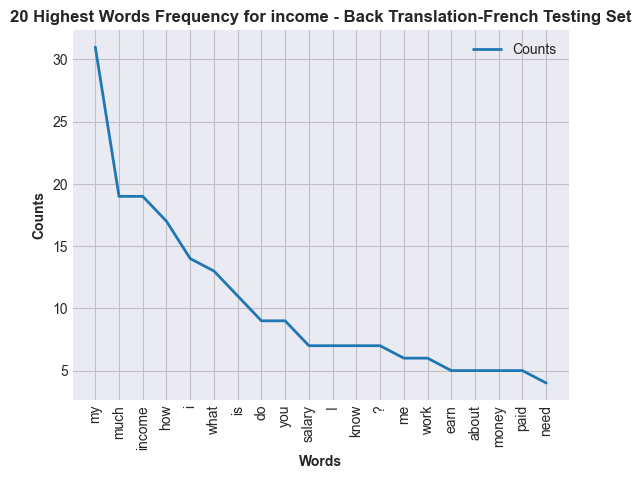 20 Highest Words Frequency for income - Back Translation-French Testing Set
Counts
30
25
20
15
10
5
Counts
my
much
income
how
i
what
is
do
you
salary
I
know
?
me
work
earn
about
money
paid
need
Words